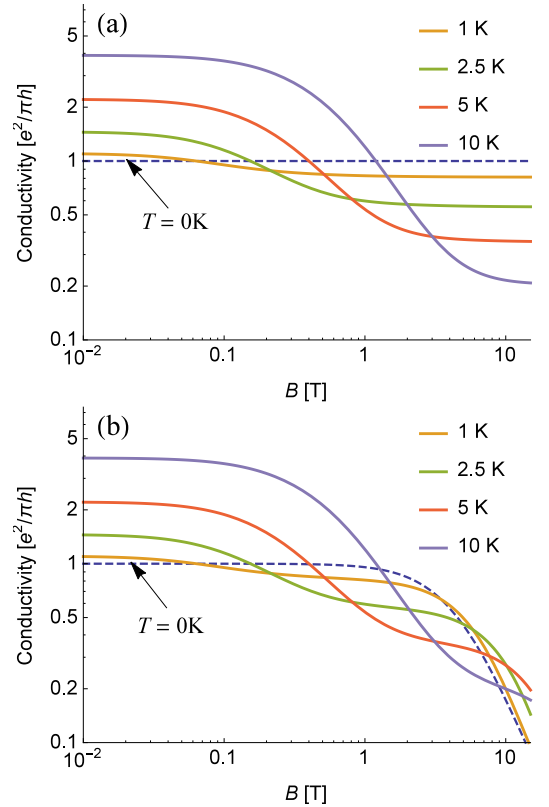 (a)
1 K
2.5 K
5 K
10 K
Conductivity [e²/πh]
5
2
1
0.5
0.2
0.1
T = 0K
10⁻² 0.1 1 10
B [T]
(b)
1 K
2.5 K
5 K
10 K
Conductivity [e²/πh]
5
2
1
0.5
0.2
0.1
T = 0K
10⁻² 0.1 1 10
B [T]